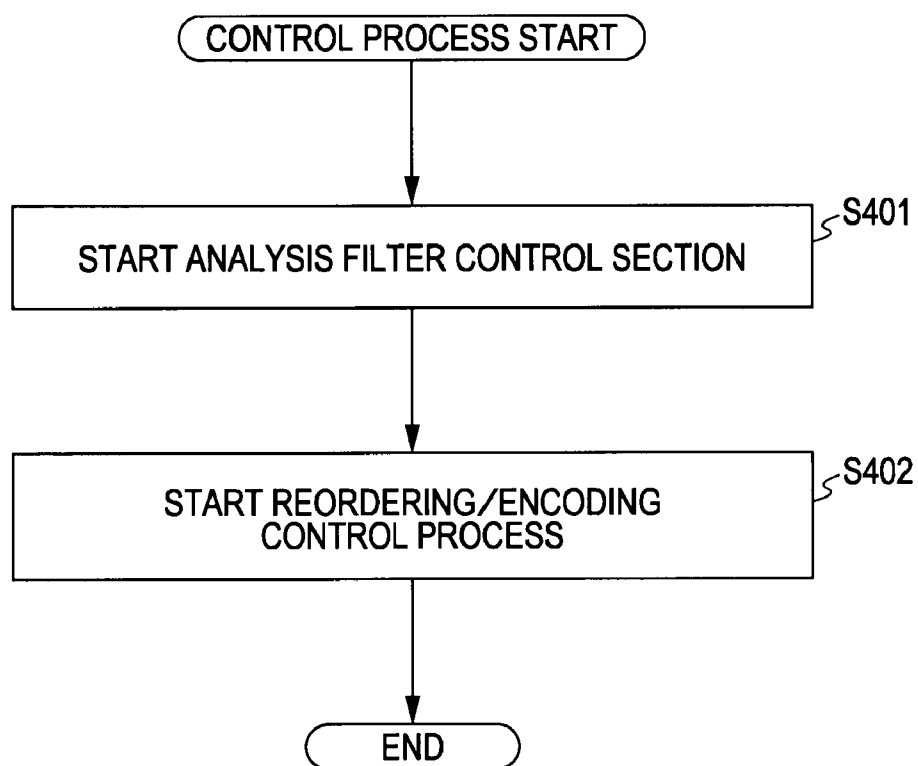 CONTROL PROCESS START
S401
START ANALYSIS FILTER CONTROL SECTION
S402
START REORDERING/ENCODING
CONTROL PROCESS
END